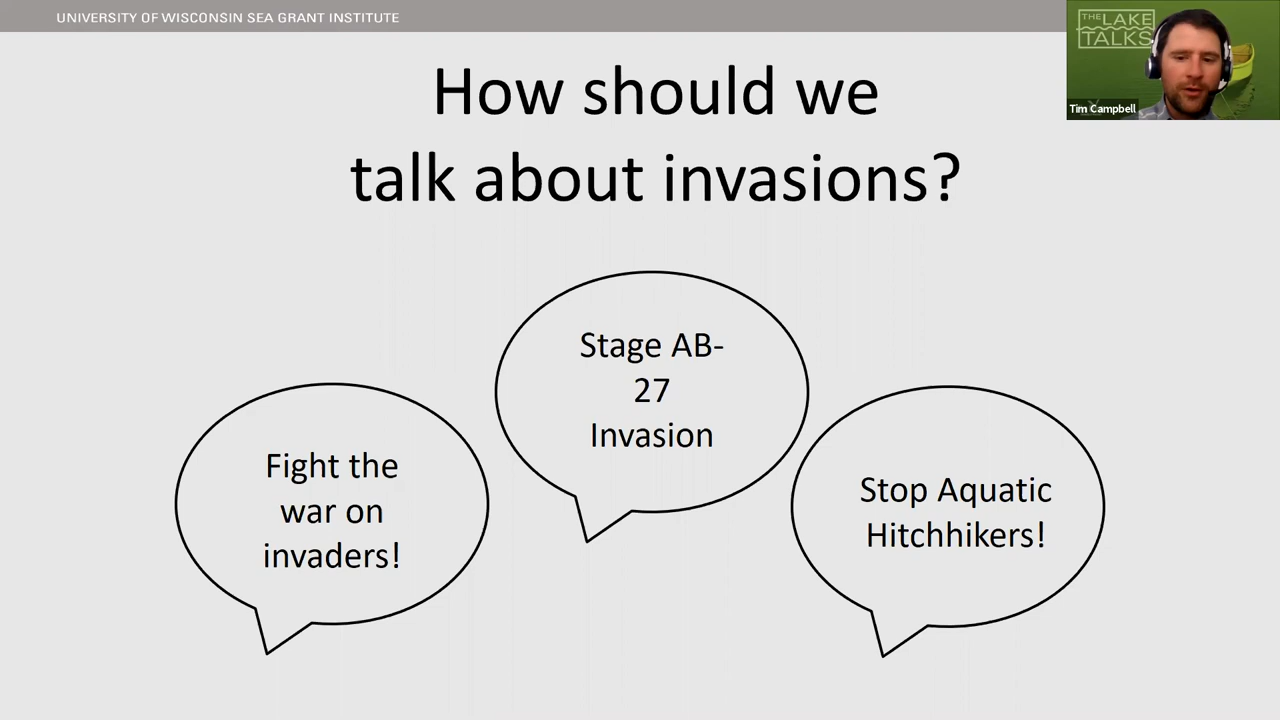 UNIVERSITY OF WISCONSIN SEA GRANT INSTITUTE
THE
LAKE
TALKS
Tim Campbell
How should we
talk about invasions?
Stage AB-
27
Invasion
Fight the
war on
invaders!
Stop Aquatic
Hitchhikers!